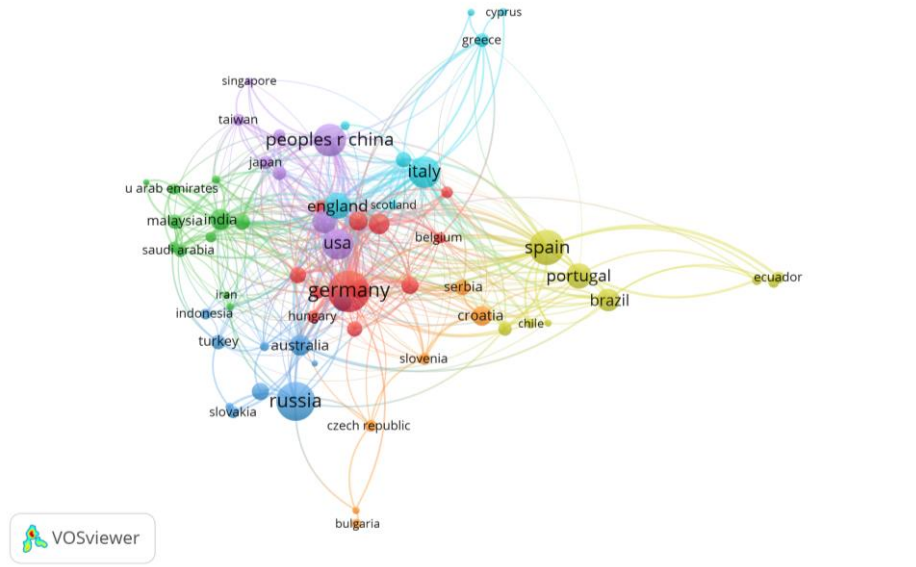 cyprus
greece
singapore
taiwan
peoples r china
japan
italy
u arab emirates
england
scotland
malaysia
india
belgium
usa
spain
saudi arabia
portugal
ecuador
germany
serbia
iran
brazil
indonesia
hungary
croatia
chile
turkey
australia
slovenia
russia
slovakia
czech republic
bulgaria
VOSviewer